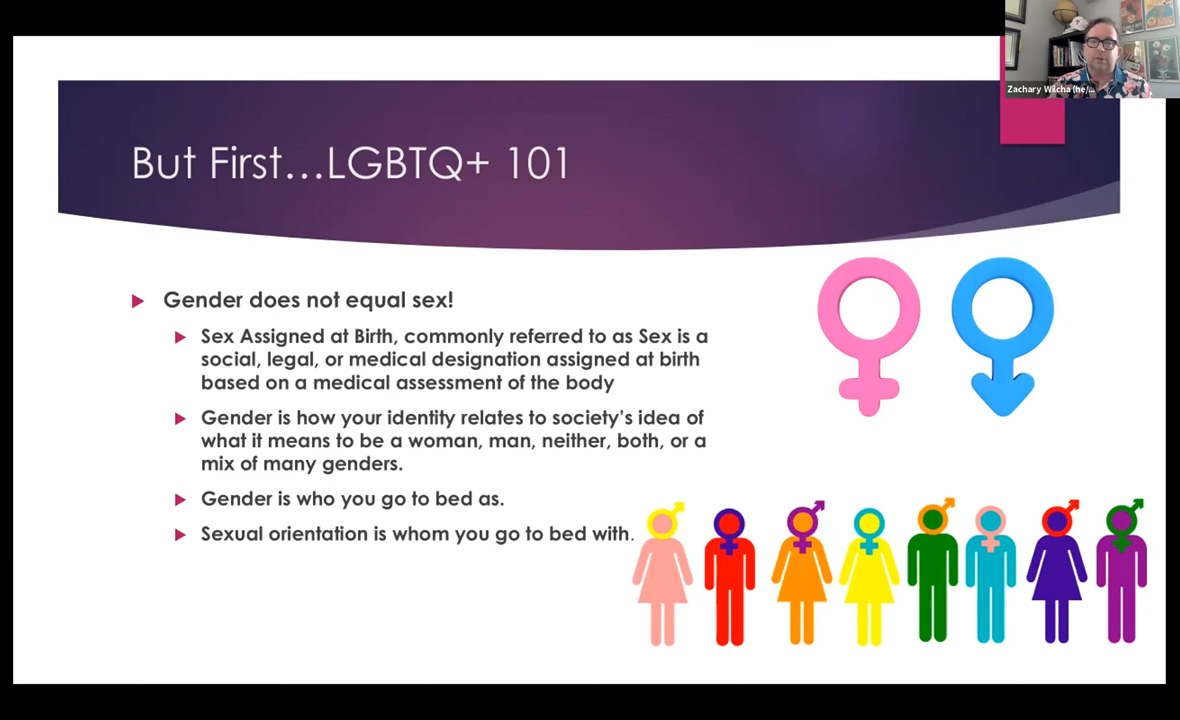 Zachary Wilcha (he/...
But First...LGBTQ+ 101
Gender does not equal sex!
Sex Assigned at Birth, commonly referred to as Sex is a
social, legal, or medical designation assigned at birth
based on a medical assessment of the body
Gender is how your identity relates to society's idea of
what it means to be a woman, man, neither, both, or a
mix of many genders.
Gender is who you go to bed as.
Sexual orientation is whom you go to bed with.